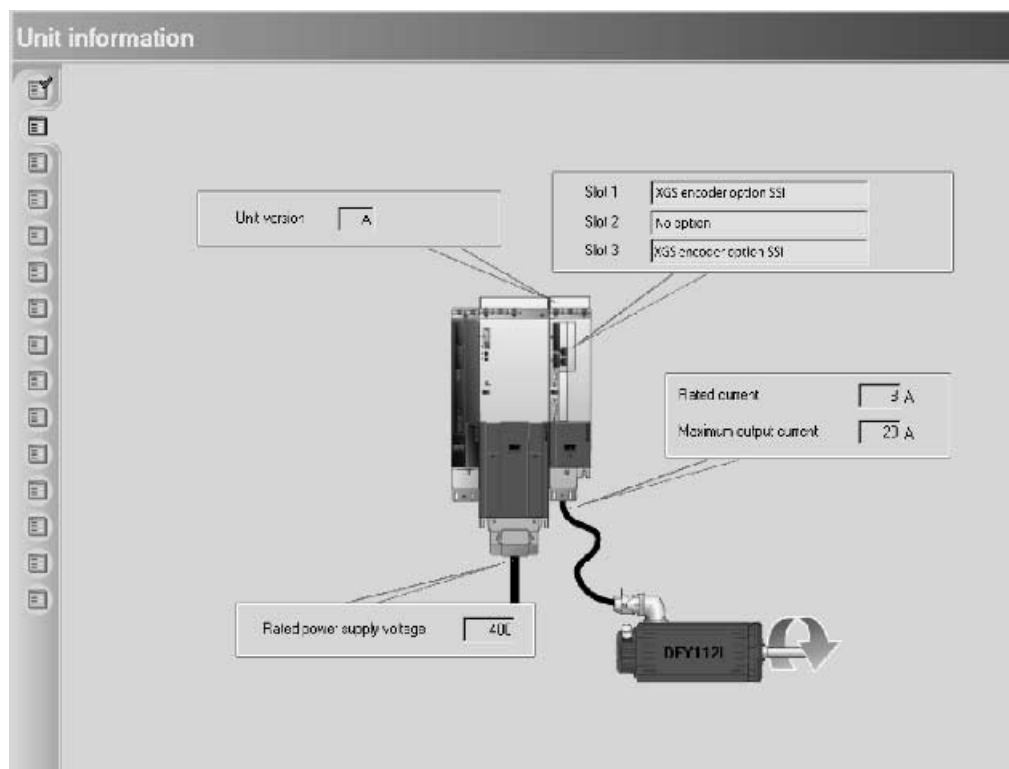 Unit information
Slot 1 XGS encoder option SSI
Unit version A
Slot 2 No option
Slot 3 XGS encoder option SSI
Rated current A
Maximum output current 20 A
Rated power supply voltage 400